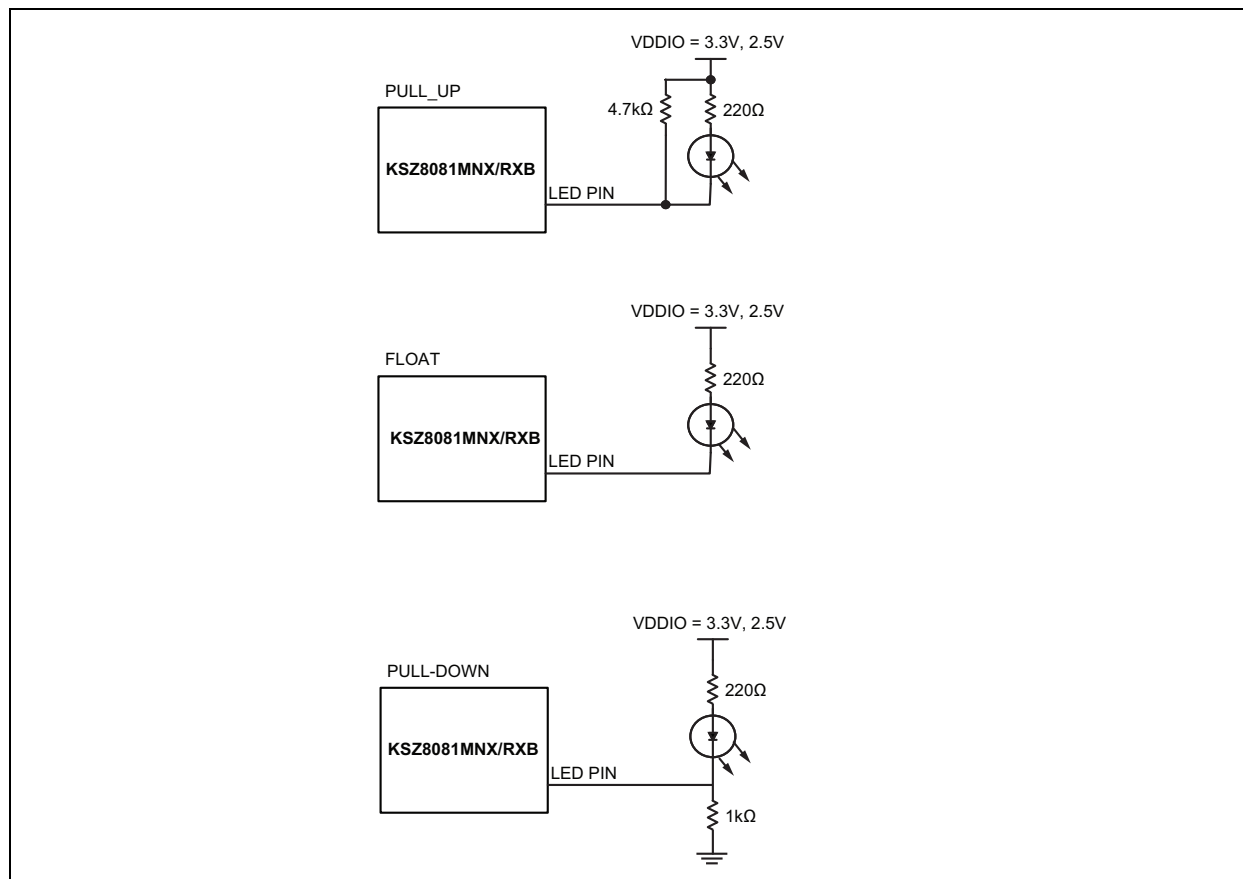 VDDIO = 3.3V, 2.5V
PULL_UP
4.7kΩ
220Ω
KSZ8081MNX/RXB
LED PIN
VDDIO = 3.3V, 2.5V
FLOAT
220Ω
KSZ8081MNX/RXB
LED PIN
VDDIO = 3.3V, 2.5V
PULL-DOWN
220Ω
KSZ8081MNX/RXB
LED PIN
1kΩ